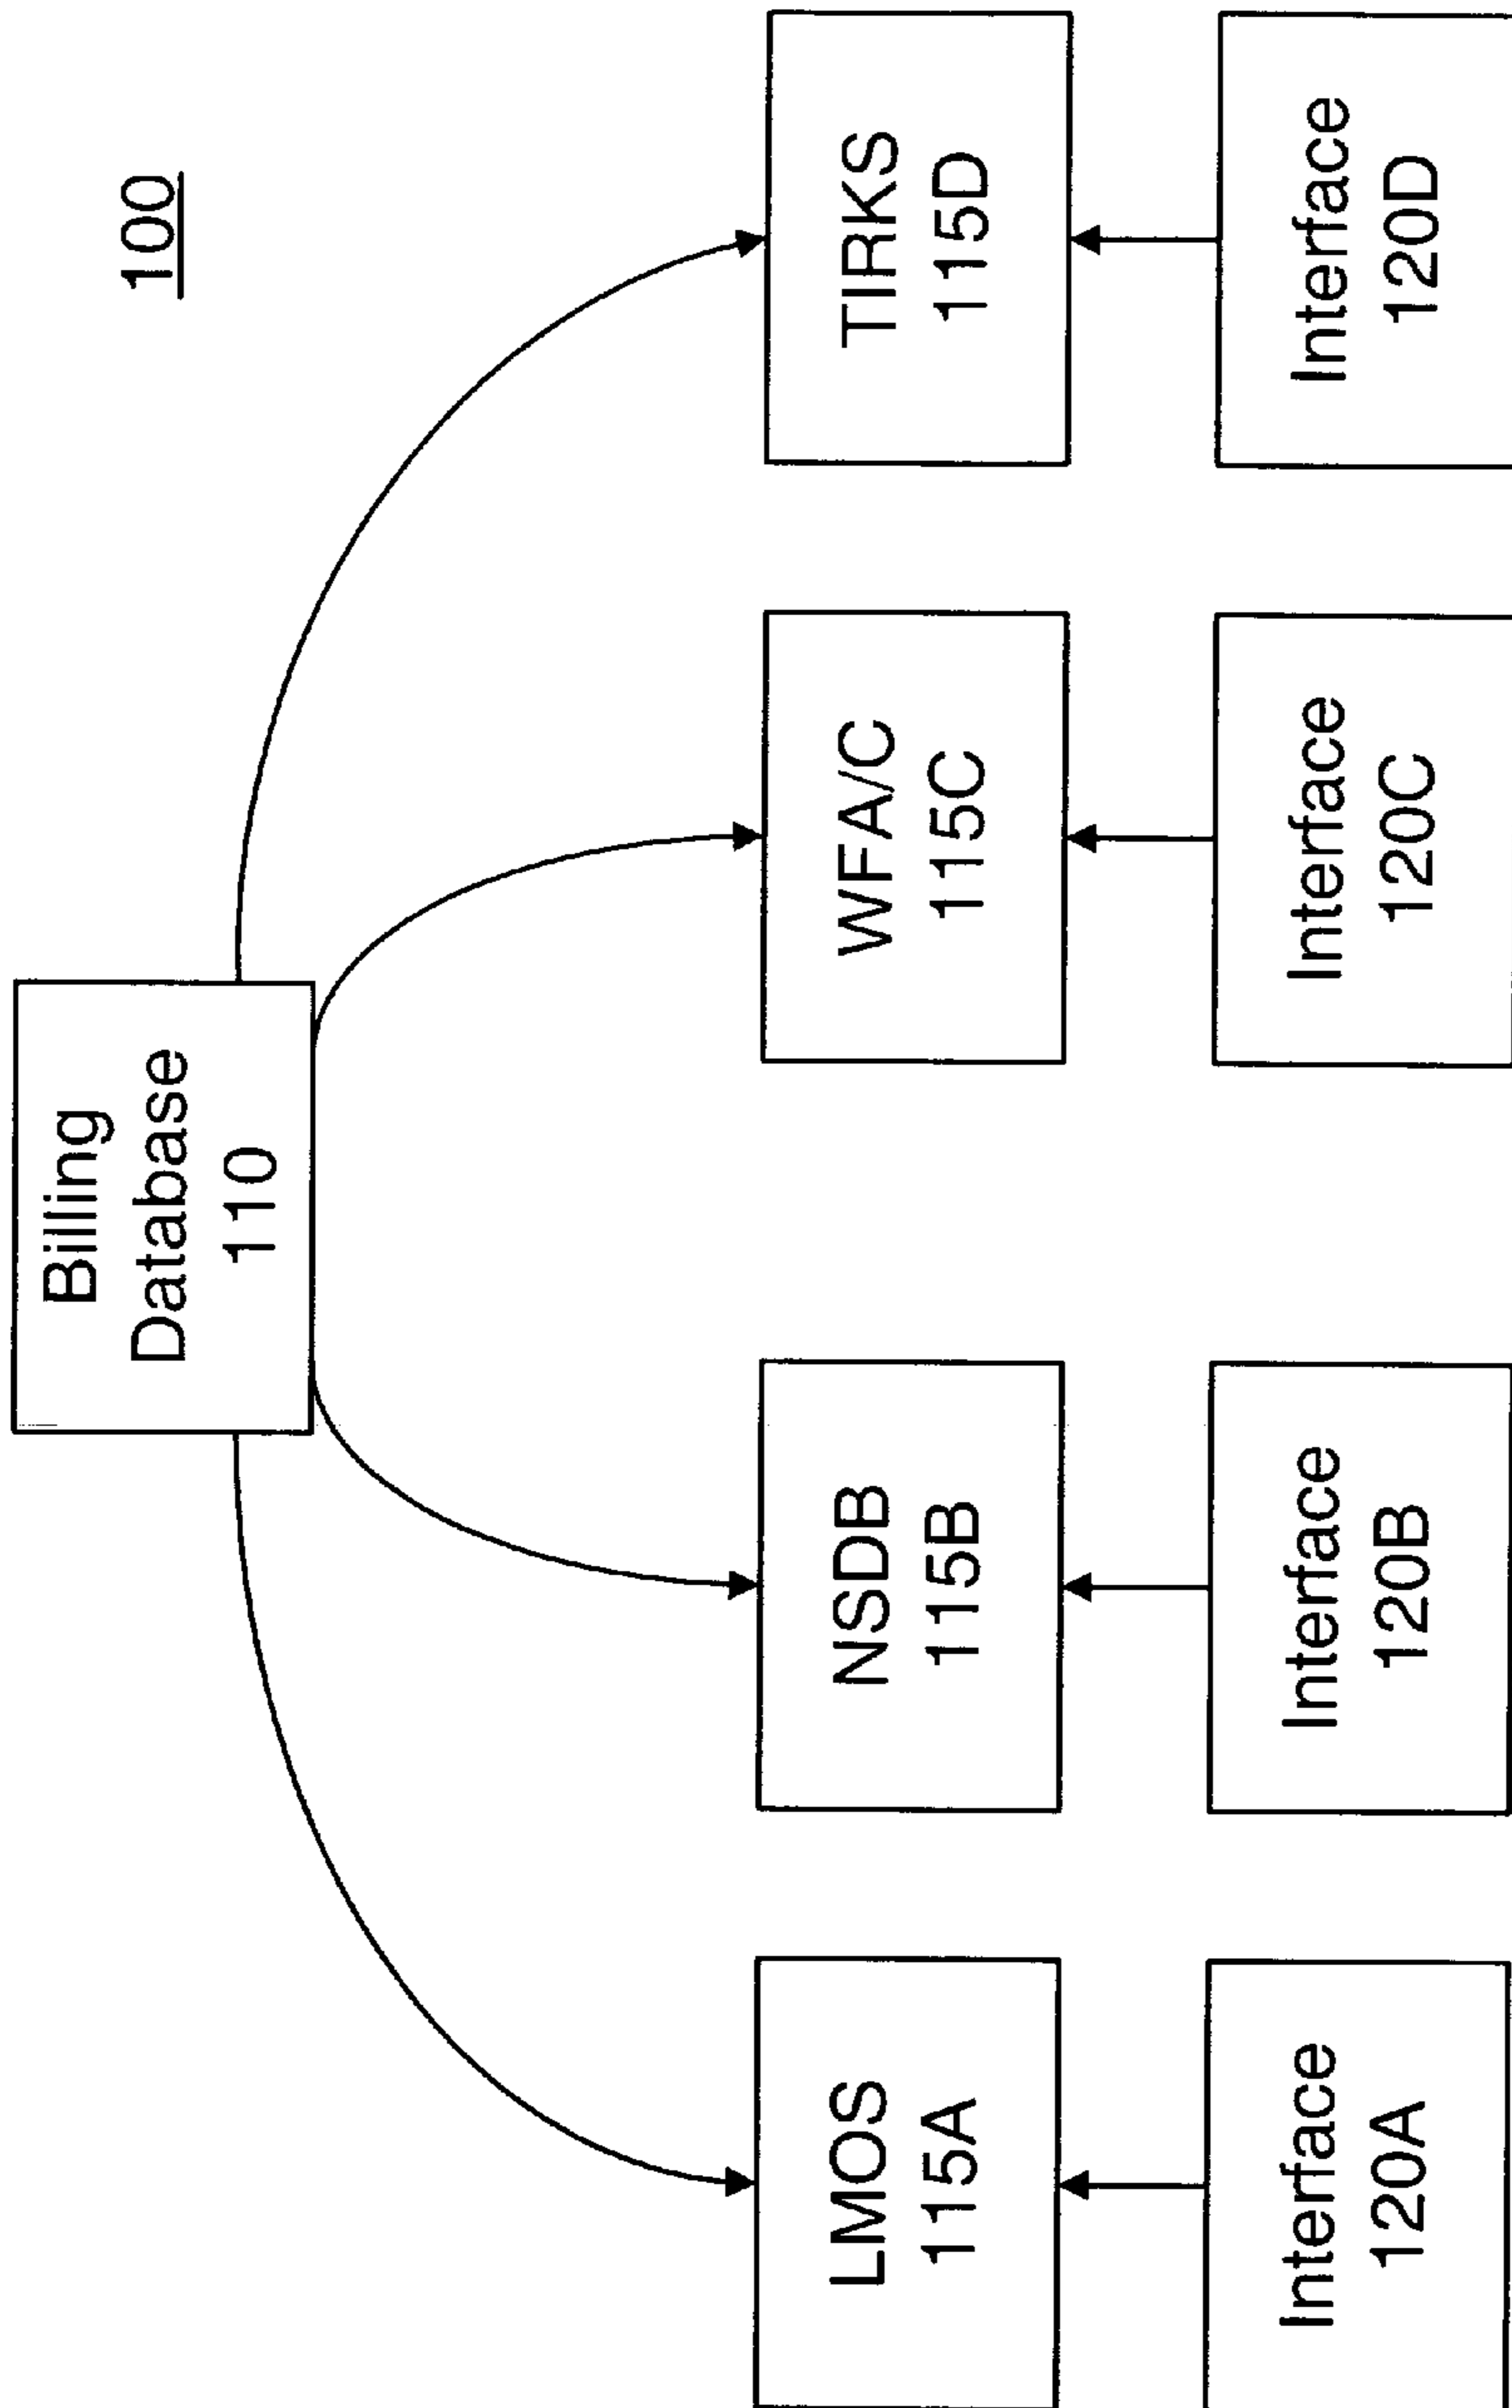 100
Billing
Database
110
LMOS
115A
NSDB
115B
WFA/C
115C
TIRKS
115D
Interface
120A
Interface
120B
Interface
120C
Interface
120D